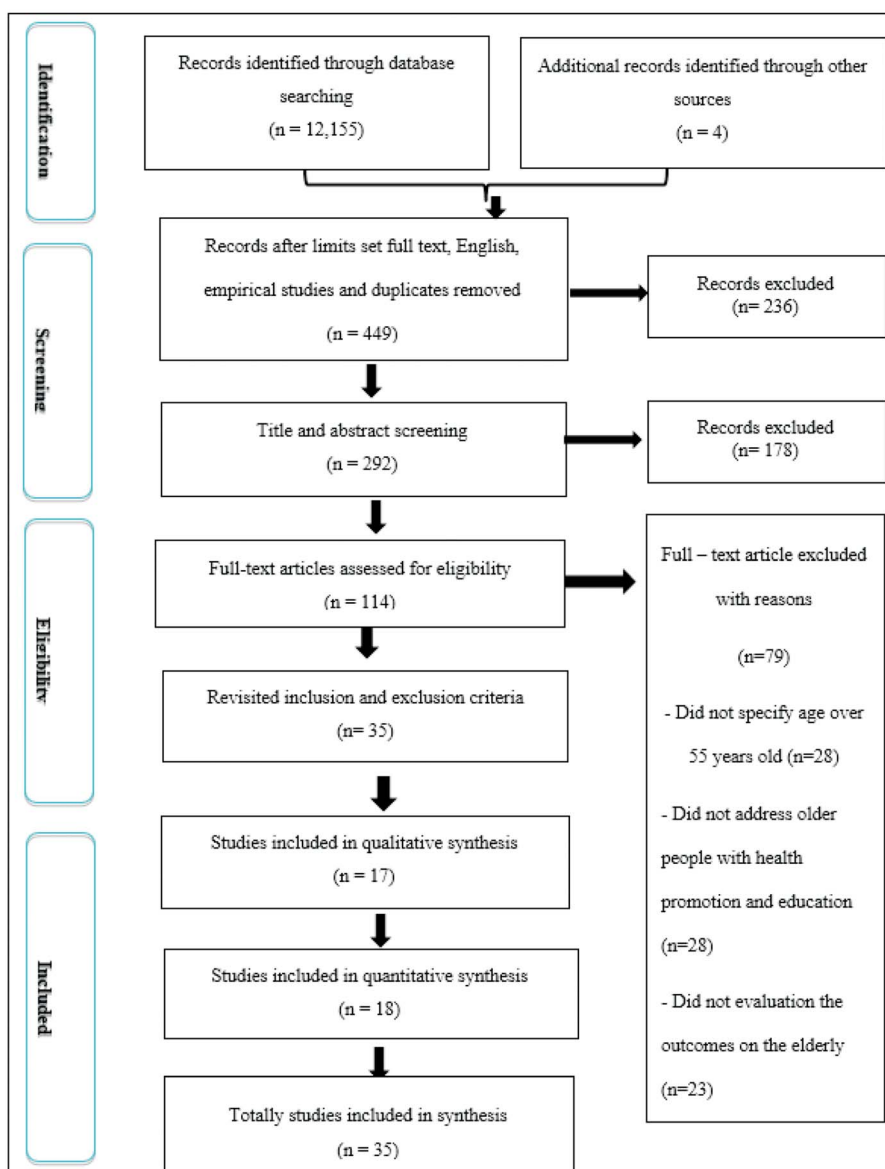 Identification
Records identified through database
searching
(n = 12,155)
Additional records identified through other
sources
(n = 4)
Screening
Records after limits set full text, English,
empirical studies and duplicates removed
(n = 449)
Records excluded
(n= 236)
Title and abstract screening
(n = 292)
Records excluded
(n= 178)
Eligibility
Full-text articles assessed for eligibility
(n = 114)
Full – text article excluded
with reasons
(n=79)
- Did not specify age over
55 years old (n=28)
- Did not address older
people with health
promotion and education
(n=28)
- Did not evaluation the
outcomes on the elderly
(n=23)
Revisited inclusion and exclusion criteria
(n= 35)
Included
Studies included in qualitative synthesis
(n = 17)
Studies included in quantitative synthesis
(n = 18)
Totally studies included in synthesis
(n = 35)